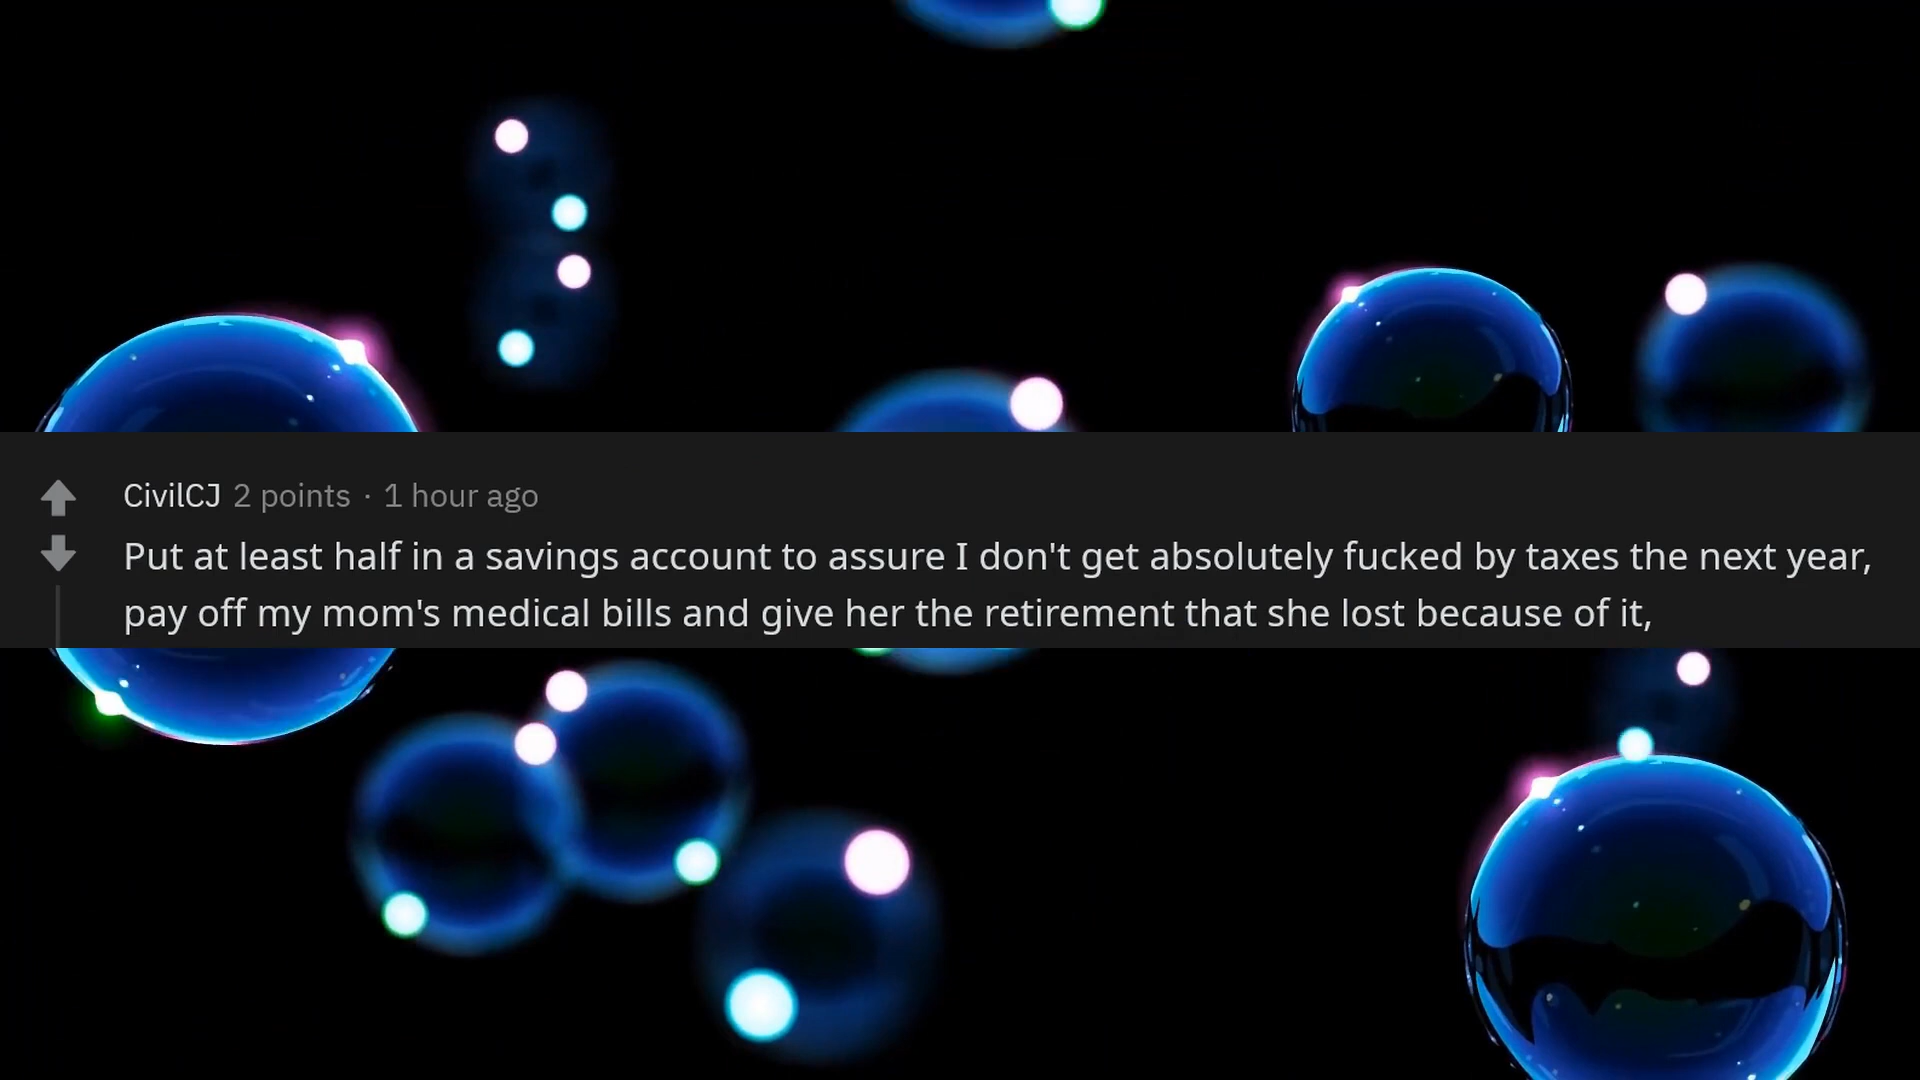 CivilCJ 2 points · 1 hour ago
Put at least half in a savings account to assure I don't get absolutely fucked by taxes the next year,
pay off my mom's medical bills and give her the retirement that she lost because of it,